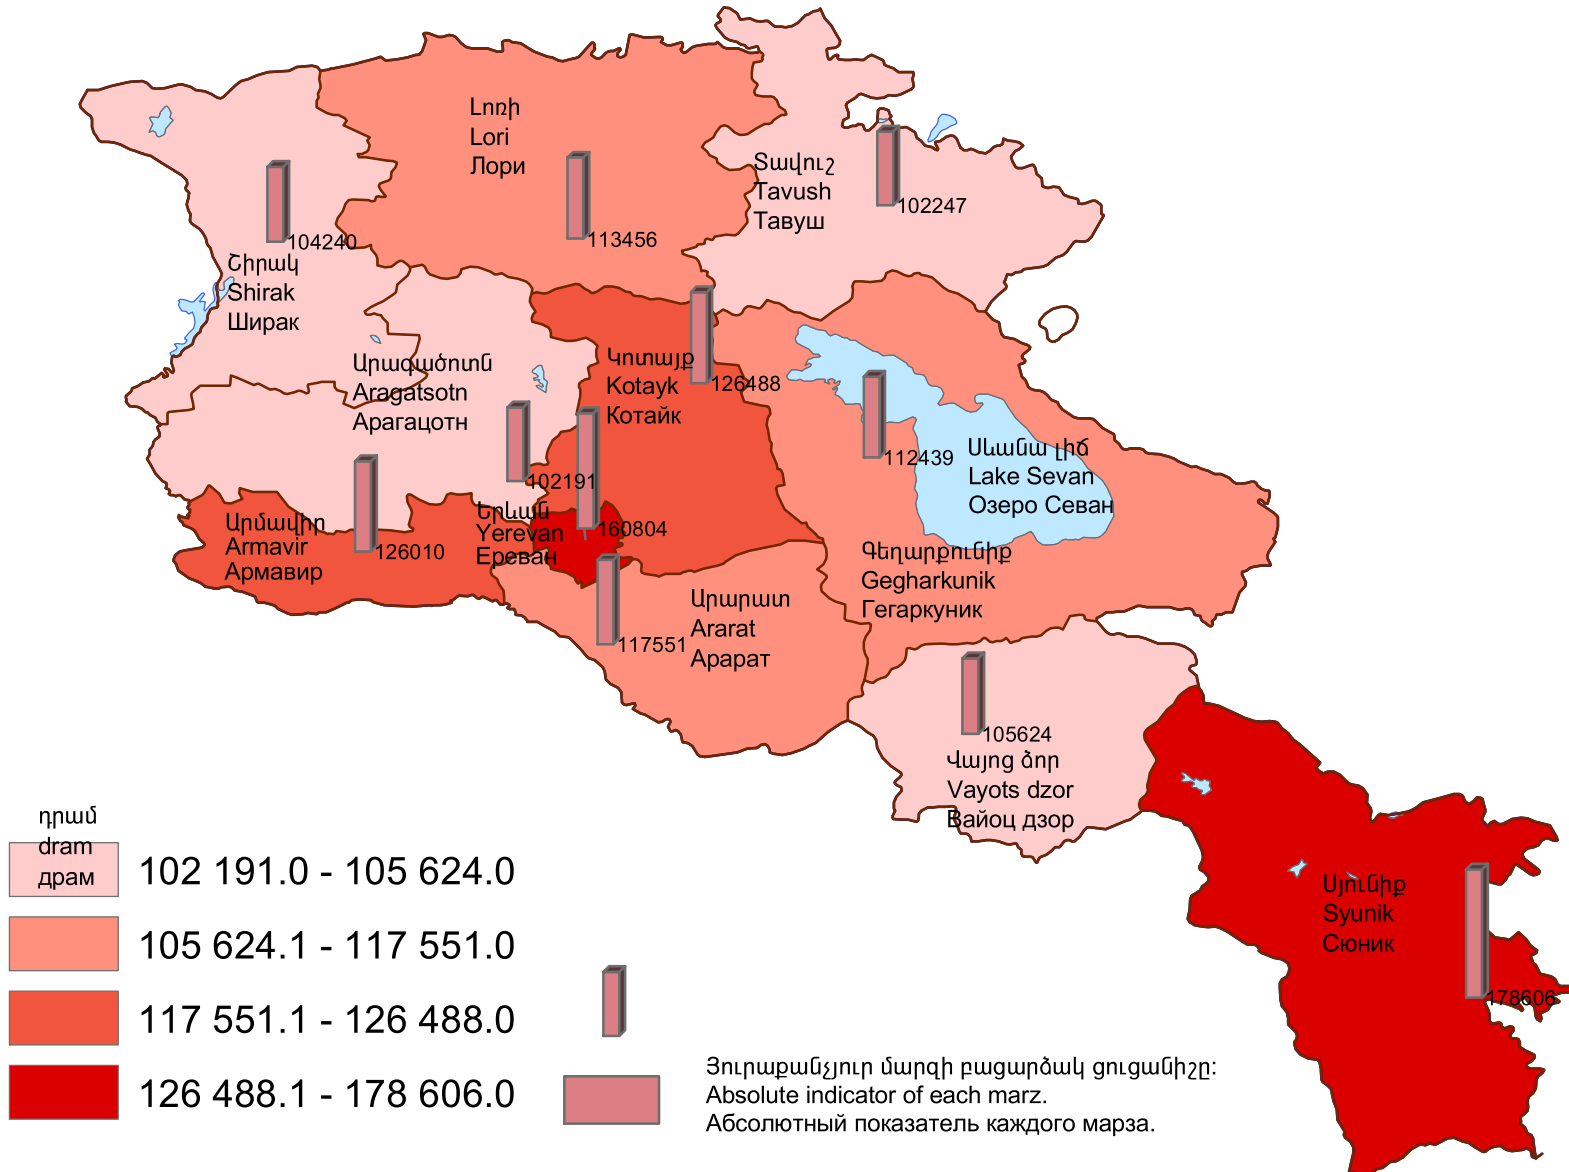 Լոռի
Lori
Лори
113456
Տավուշ
Tavush
Тавуш
102247
104240
Շիրակ
Shirak
Ширак
Արագածոտն
Aragatsotn
Арагацотн
102191
Կոտայք
Kotayk
Котайк
126488
112439
Սևանա լիճ
Lake Sevan
Озеро Севан
Գեղարքունիք
Gegharkunik
Гегаркуник
Արմավիր
Armavir
Армавир
126010
Երևան
Yerevan
Ереван
160804
117551
Արարատ
Ararat
Арарат
105624
Վայոց ձոր
Vayots dzor
Вайоц дзор
Սյունիք
Syunik
Сюник
178606
դրամ
dram
драм
102 191.0 - 105 624.0
105 624.1 - 117 551.0
117 551.1 - 126 488.0
126 488.1 - 178 606.0
Յուրաքանչյուր մարզի բացարձակ ցուցանիշը:
Absolute indicator of each marz.
Абсолютный показатель каждого марза.